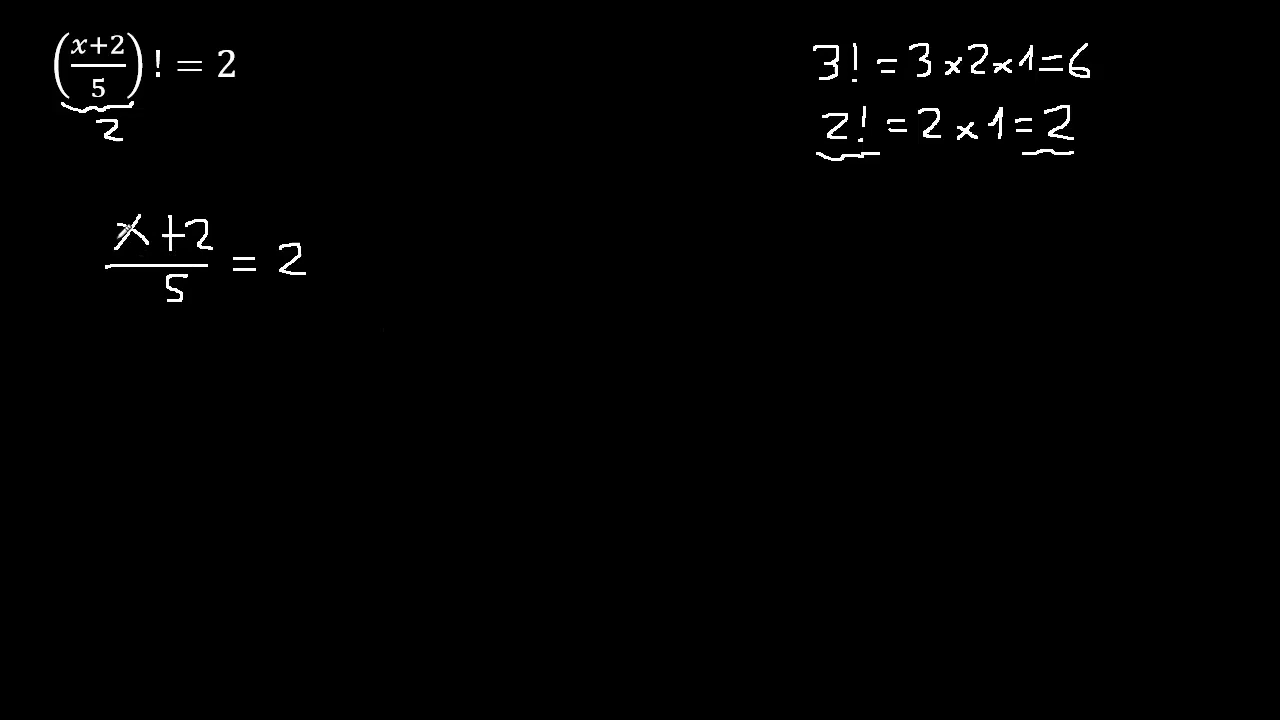 (x+2/5)! = 2
2
3! = 3 × 2 × 1 = 6
2! = 2 × 1 = 2
x + 2/5 = 2